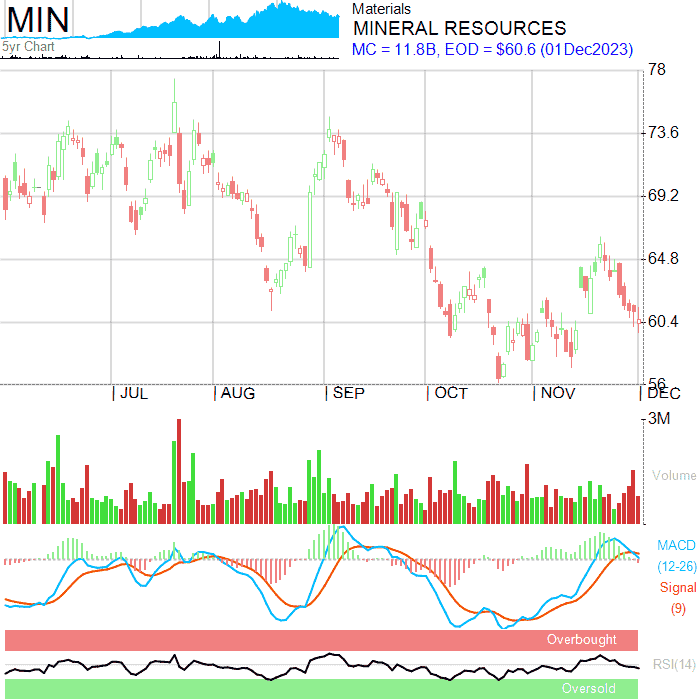 MIN
5yr Chart
Materials
MINERAL RESOURCES
MC = 11.8B, EOD = $60.6 (01Dec2023)
78
73.6
69.2
64.8
60.4
56
JUL AUG SEP OCT NOV DEC
3M
Volume
MACD
(12-26)
Signal
(9)
Overbought
RSI(14)
Oversold